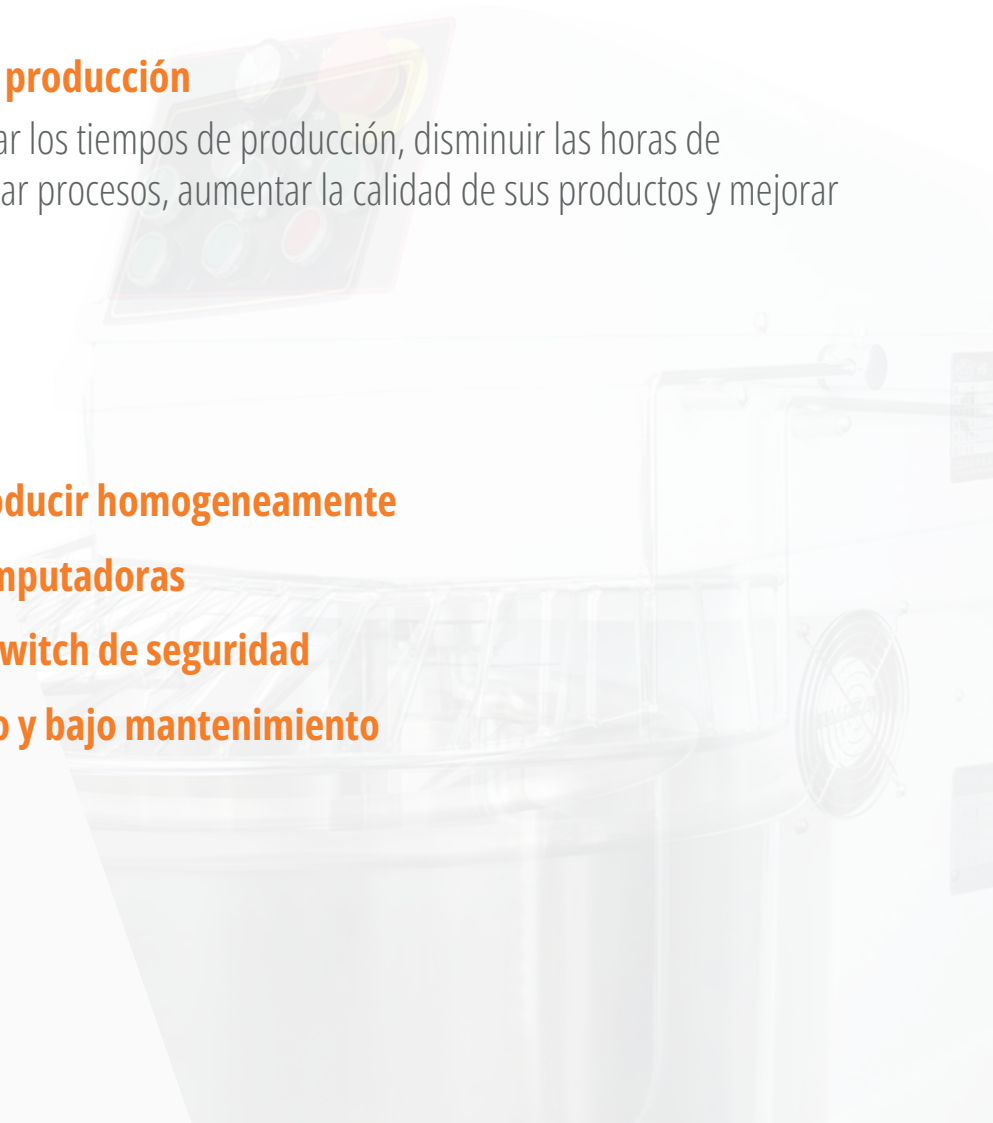 producción
ar los tiempos de producción, disminuir las horas de
ar procesos, aumentar la calidad de sus productos y mejorar
oducir homogeneamente
mputadoras
witch de seguridad
o y bajo mantenimiento